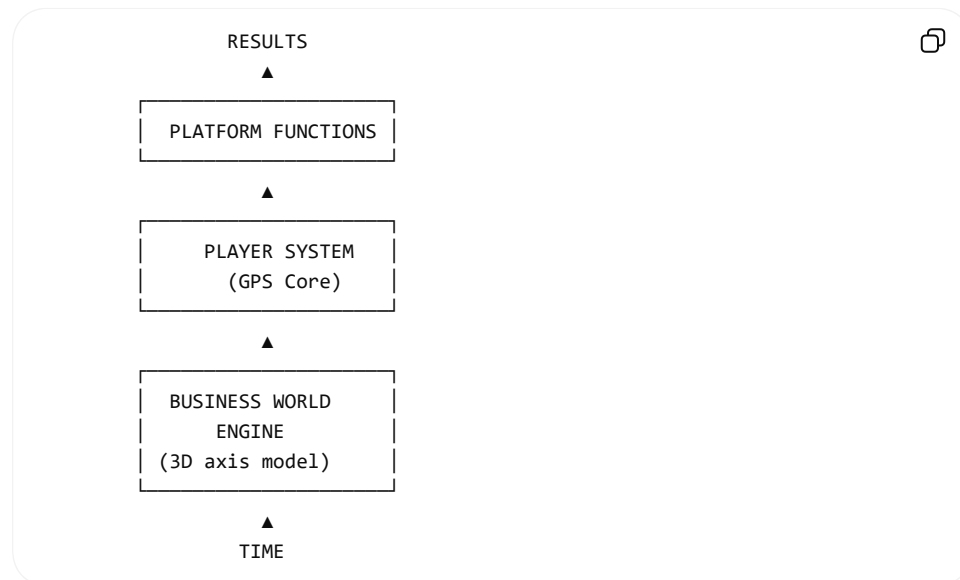 RESULTS
PLATFORM FUNCTIONS
PLAYER SYSTEM
(GPS Core)
BUSINESS WORLD
ENGINE
(3D axis model)
TIME